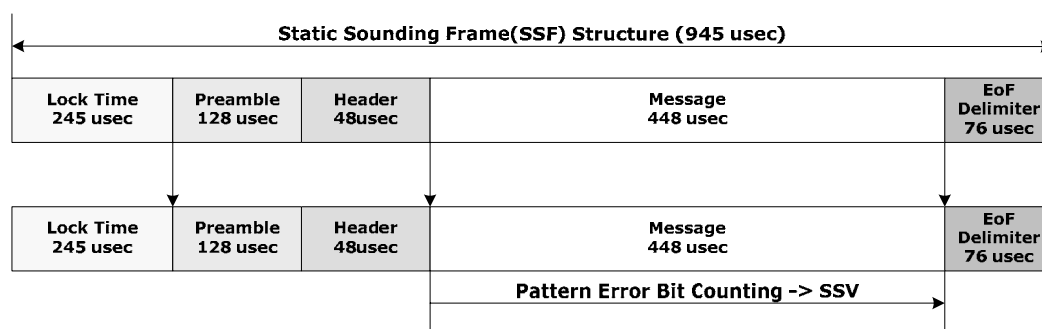 Static Sounding Frame(SSF) Structure (945 usec)
Lock Time
245 usec
Preamble
128 usec
Header
48usec
Message
448 usec
EoF
Delimiter
76 usec
Lock Time
245 usec
Preamble
128 usec
Header
48usec
Message
448 usec
EoF
Delimiter
76 usec
Pattern Error Bit Counting -> SSV